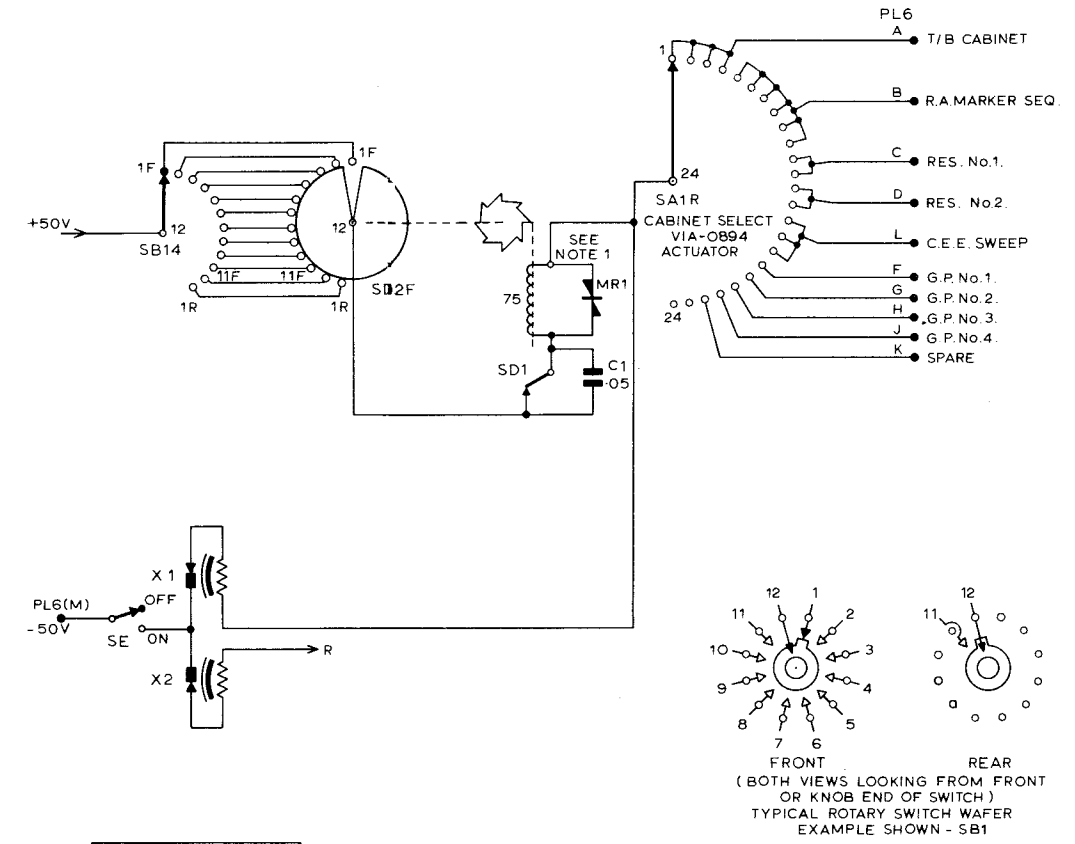 PL6
A
T/B CABINET
B
R.A.MARKER SEQ.
C
RES. No.1.
D
RES. No.2.
L
C.E.E. SWEEP
F
G.P. No.1.
G
G.P. No.2.
H
G.P. No.3.
J
G.P. No.4.
K
SPARE
1
24
SA1R
CABINET SELECT
VIA-0894
ACTUATOR
24
1F
1F
+50V
12
SB14
12
11F
11F
1R
1R
SD2F
SEE
NOTE 1
75
MR1
SD1
C1
.05
X1
PL6(M)
OFF
-50V
SE
ON
R
X2
12
1
11
2
10
3
9
4
8
5
7
6
12
11
FRONT
REAR
(BOTH VIEWS LOOKING FROM FRONT
OR KNOB END OF SWITCH)
TYPICAL ROTARY SWITCH WAFER
EXAMPLE SHOWN - SB1